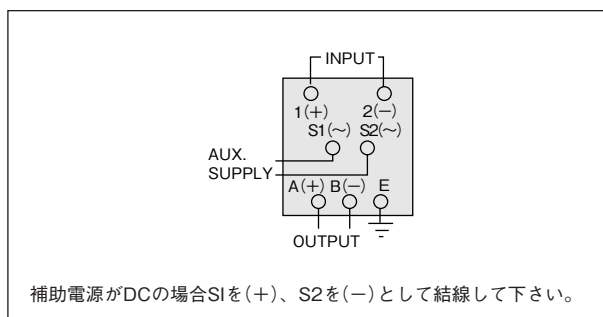 INPUT
1(+) 2(−)
S1(〜) S2(〜)
AUX.
SUPPLY
A(+) B(−) E
OUTPUT
補助電源がDCの場合SIを(+)、S2を(−)として結線して下さい。